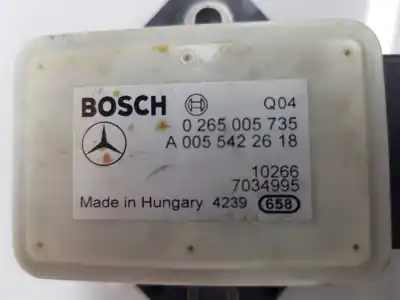 BOSCH Q04
0 265 005 735
A 005 542 26 18
10266
7034995
Made in Hungary 4239 658